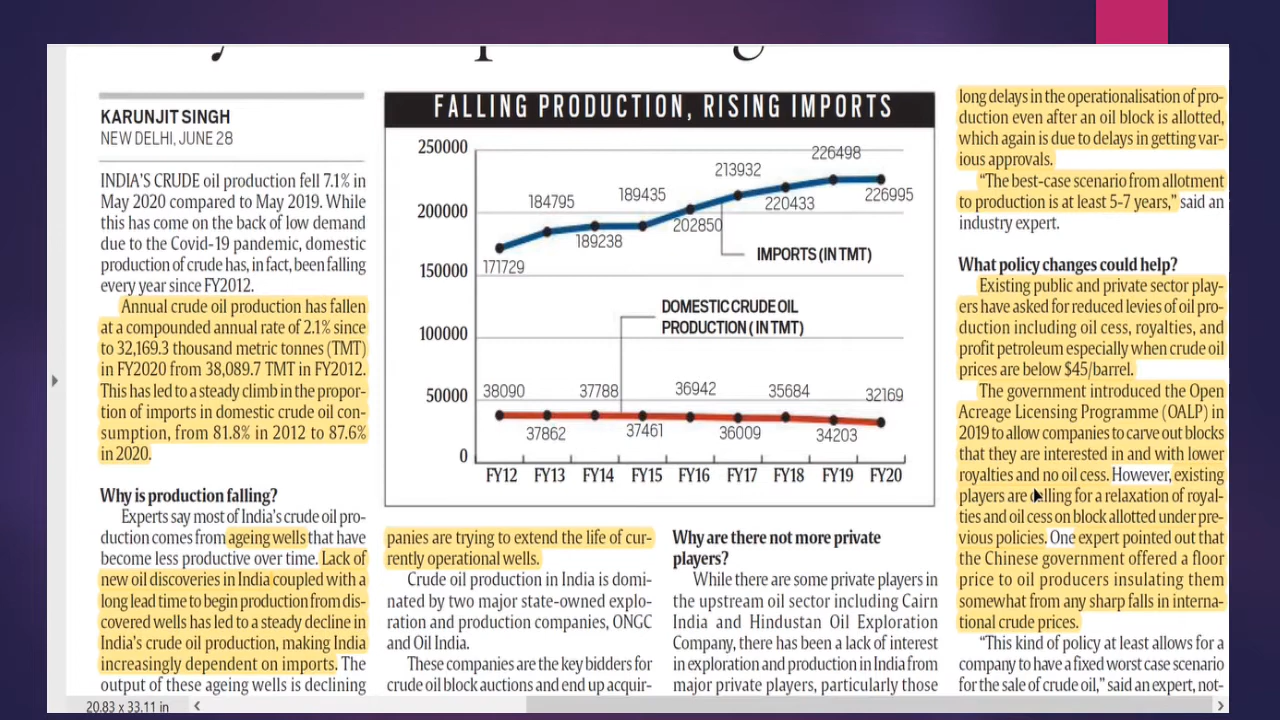 KARUNJIT SINGH
NEW DELHI, JUNE 28
INDIA'S CRUDE oil production fell 7.1% in
May 2020 compared to May 2019. While
this has come on the back of low demand
due to the Covid-19 pandemic, domestic
production of crude has, in fact, been falling
every year since FY2012.
Annual crude oil production has fallen
at a compounded annual rate of 2.1% since
to 32,169.3 thousand metric tonnes (TMT)
in FY2020 from 38,089.7 TMT in FY2012.
This has led to a steady climb in the propor-
tion of imports in domestic crude oil con-
sumption, from 81.8% in 2012 to 87.6%
in 2020.
Why is production falling?
Experts say most of India's crude oil pro-
duction comes from ageing wells that have
become less productive over time. Lack of
new oil discoveries in India coupled with a
long lead time to begin production from dis-
covered wells has led to a steady decline in
India's crude oil production, making India
increasingly dependent on imports. The
output of these ageing wells is declining
FALLING PRODUCTION, RISING IMPORTS
250000
200000
150000
100000
50000
0
171729
184795
189238
189435
202850
213932
220433
226498
226995
IMPORTS (IN TMT)
DOMESTIC CRUDE OIL
PRODUCTION ( IN TMT)
38090
37862
37788
37461
36942
36009
35684
34203
32169
FY12 FY13 FY14 FY15 FY16 FY17 FY18 FY19 FY20
panies are trying to extend the life of cur-
rently operational wells.
Crude oil production in India is domi-
nated by two major state-owned explo-
ration and production companies, ONGC
and Oil India.
These companies are the key bidders for
crude oil block auctions and end up acquir-
Why are there not more private
players?
While there are some private players in
the upstream oil sector including Cairn
India and Hindustan Oil Exploration
Company, there has been a lack of interest
in exploration and production in India from
major private players, particularly those
long delays in the operationalisation of pro-
duction even after an oil block is allotted,
which again is due to delays in getting var-
ious approvals.
"The best-case scenario from allotment
to production is at least 5-7 years," said an
industry expert.
What policy changes could help?
Existing public and private sector play-
ers have asked for reduced levies of oil pro-
duction including oil cess, royalties, and
profit petroleum especially when crude oil
prices are below $45/barrel.
The government introduced the Open
Acreage Licensing Programme (OALP) in
2019 to allow companies to carve out blocks
that they are interested in and with lower
royalties and no oil cess. However, existing
players are calling for a relaxation of royal-
ties and oil cess on block allotted under pre-
vious policies. One expert pointed out that
the Chinese government offered a floor
price to oil producers insulating them
somewhat from any sharp falls in interna-
tional crude prices.
"This kind of policy at least allows for a
company to have a fixed worst case scenario
for the sale of crude oil," said an expert, not-
20.83 x 33.11 in